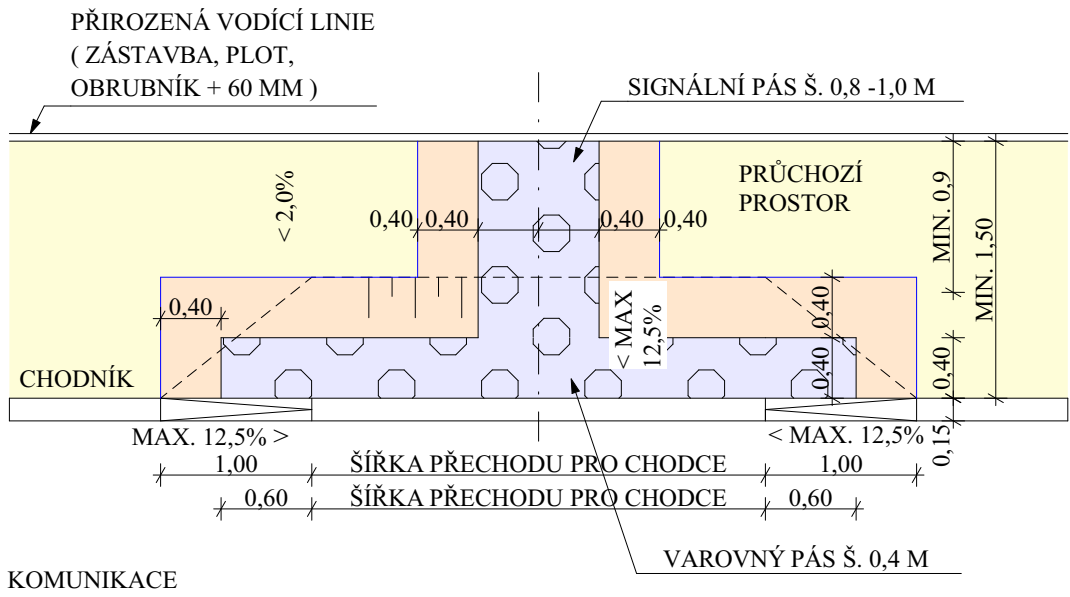 PŘIROZENÁ VODÍCÍ LINIE
( ZÁSTAVBA, PLOT,
OBRUBNÍK + 60 MM )
SIGNÁLNÍ PÁS Š. 0,8 -1,0 M
< 2,0%
PRŮCHOZÍ
PROSTOR
MIN. 0,9
MIN. 1,50
0,40
0,40
0,40
0,40
0,40
0,40
0,40
0,40
< MAX
12,5%
CHODNÍK
0,15
MAX. 12,5% >
< MAX. 12,5%
1,00
ŠÍŘKA PŘECHODU PRO CHODCE
1,00
0,60
ŠÍŘKA PŘECHODU PRO CHODCE
0,60
VAROVNÝ PÁS Š. 0,4 M
KOMUNIKACE